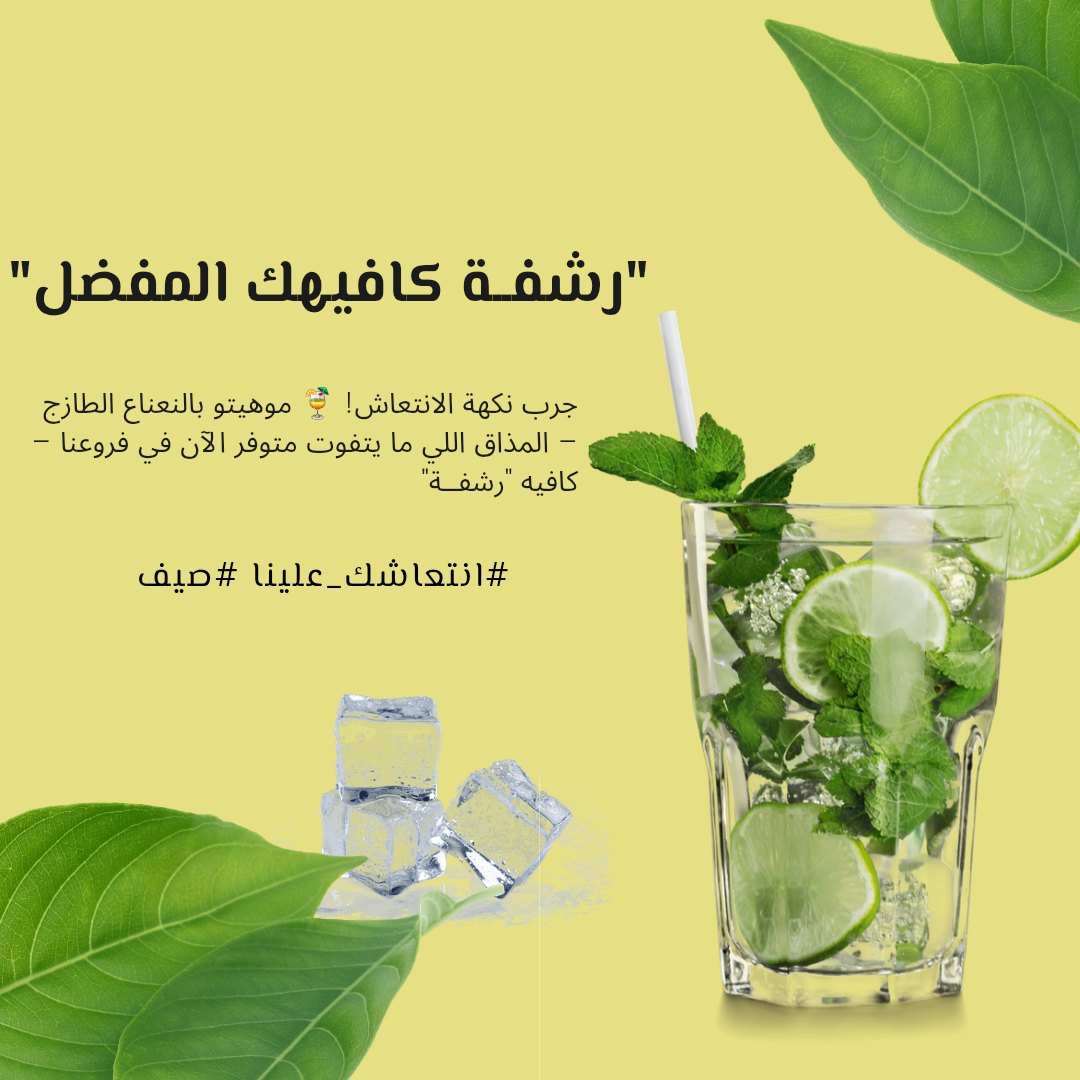 "رشفـة كافيهك المفضل"
جرب نكهة الانتعاش! 🍹 موهيتو بالنعناع الطازج
– المذاق اللي ما يتفوت متوفر الآن في فروعنا –
كافيه "رشفــة"
#انتعاشك_علينا #صيف